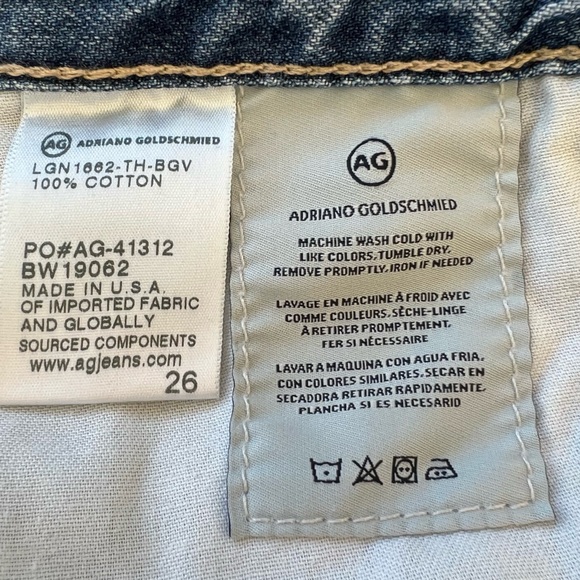 AG ADRIANO GOLDSCHMIED
LGN1662-TH-BGV
100% COTTON
PO#AG-41312
BW19062
MADE IN U.S.A.
OF IMPORTED FABRIC
AND GLOBALLY
SOURCED COMPONENTS
www.agjeans.com
26
AG
ADRIANO GOLDSCHMIED
MACHINE WASH COLD WITH
LIKE COLORS, TUMBLE DRY,
REMOVE PROMPTLY, IRON IF NEEDED
LAVAGE EN MACHINE À FROID AVEC
COMME COULEURS, SÈCHE-LINGE
À RETIRER PROMPTEMENT,
FER SI NÉCESSAIRE
LAVAR A MAQUINA CON AGUA FRIA,
CON COLORES SIMILARES, SECAR EN
SECADORA RETIRAR RAPIDAMENTE,
PLANCHA SI ES NECESARIO